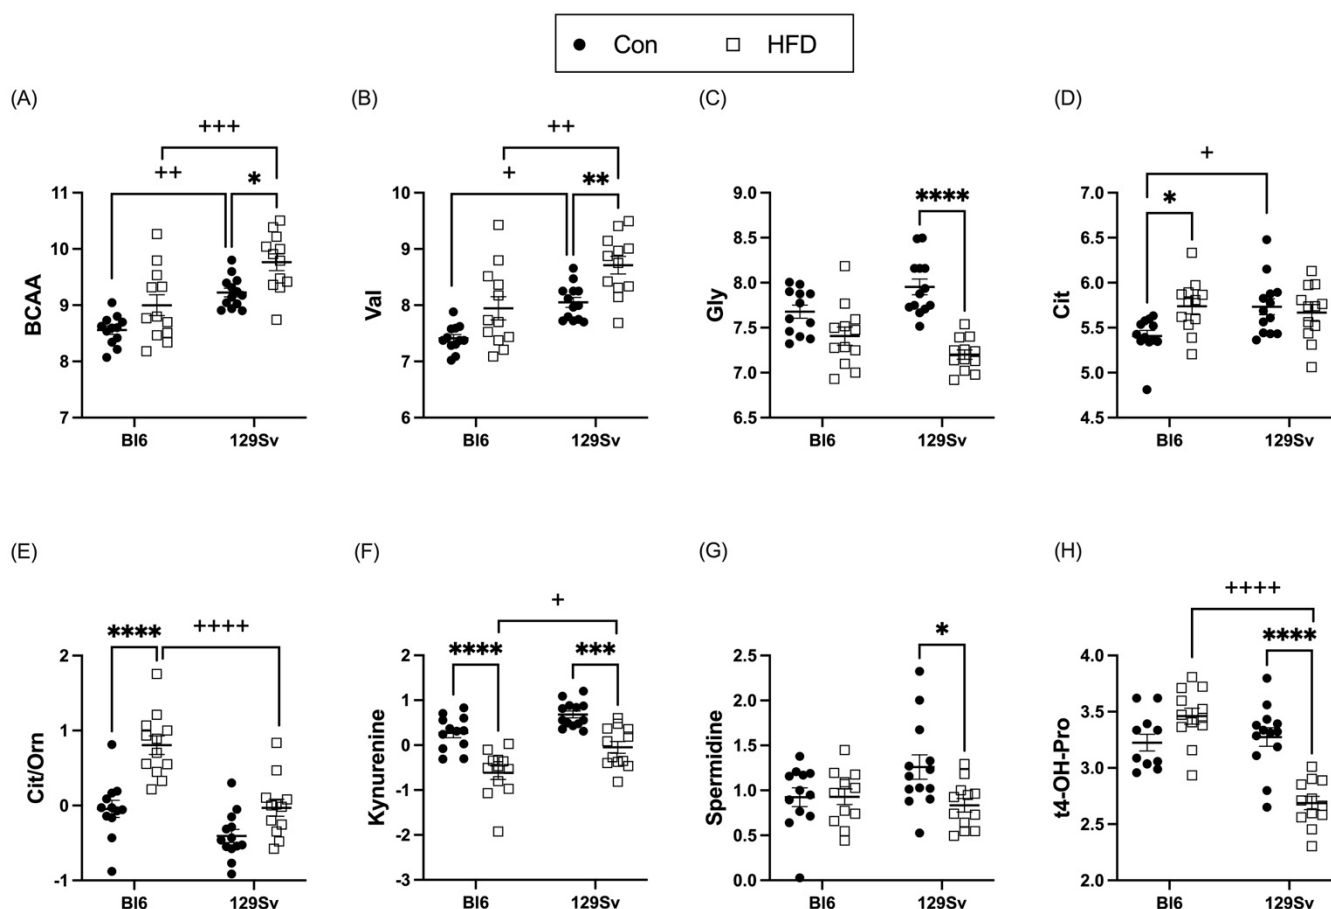 Con HFD
(A) (B) (C) (D)
+++ ++
++ * + ** **** + *
BCAA
11
10
9
8
7
Bl6 129Sv
Val
10
9
8
7
6
Bl6 129Sv
Gly
9.0
8.5
8.0
7.5
7.0
6.5
Bl6 129Sv
Cit
7.0
6.5
6.0
5.5
5.0
4.5
Bl6 129Sv
(E) (F) (G) (H)
**** ++++
+ **** ***
*
++++ ****
Cit/Orn
2
1
0
-1
Bl6 129Sv
Kynurenine
2
1
0
-1
-2
-3
Bl6 129Sv
Spermidine
2.5
2.0
1.5
1.0
0.5
0.0
Bl6 129Sv
t4-OH-Pro
4.0
3.5
3.0
2.5
2.0
Bl6 129Sv